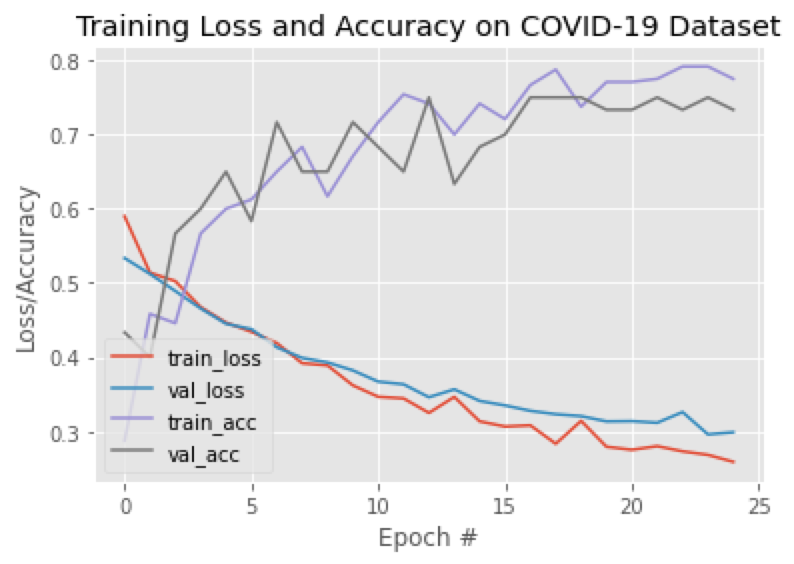 Training Loss and Accuracy on COVID-19 Dataset
0.8
0.7
0.6
0.5
0.4
0.3
Loss/Accuracy
train_loss
val_loss
train_acc
val_acc
0 5 10 15 20 25
Epoch #